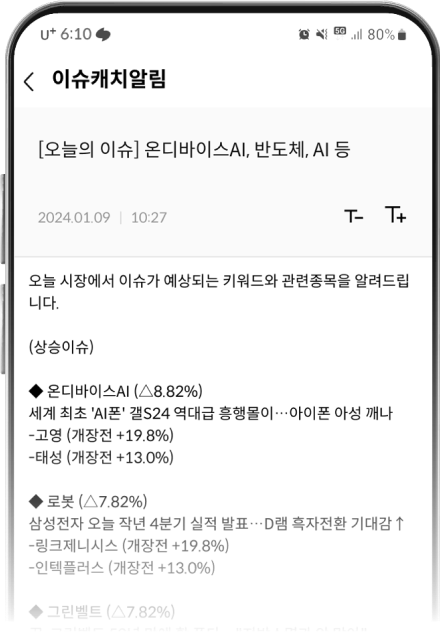 U+ 6:10 5G 80%
이슈캐치알림
[오늘의 이슈] 온디바이스AI, 반도체, AI 등
2024.01.09 | 10:27 T- T+
오늘 시장에서 이슈가 예상되는 키워드와 관련종목을 알려드립
니다.
(상승이슈)
◆ 온디바이스AI (△8.82%)
세계 최초 'AI폰' 갤S24 역대급 흥행몰이…아이폰 아성 깨나
-고영 (개장전 +19.8%)
-태성 (개장전 +13.0%)
◆ 로봇 (△7.82%)
삼성전자 오늘 작년 4분기 실적 발표…D램 흑자전환 기대감↑
-링크제니시스 (개장전 +19.8%)
-인텍플러스 (개장전 +13.0%)
◆ 그린벨트 (△7.82%)